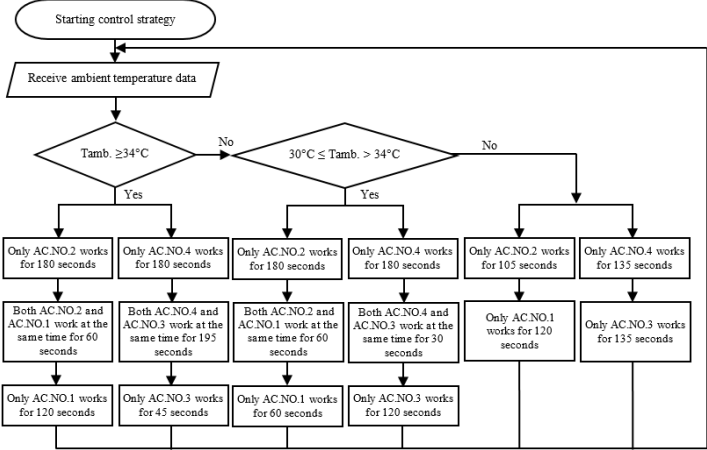 Starting control strategy
Receive ambient temperature data
Tamb. ≥34°C
No
30°C ≤ Tamb. > 34°C
No
Yes
Yes
Only AC.NO.2 works
for 180 seconds
Only AC.NO.4 works
for 180 seconds
Only AC.NO.2 works
for 180 seconds
Only AC.NO.4 works
for 180 seconds
Only AC.NO.2 works
for 105 seconds
Only AC.NO.4 works
for 135 seconds
Both AC.NO.2 and
AC.NO.1 work at the
same time for 60
seconds
Both AC.NO.4 and
AC.NO.3 work at the
same time for 195
seconds
Both AC.NO.2 and
AC.NO.1 work at the
same time for 60
seconds
Both AC.NO.4 and
AC.NO.3 work at the
same time for 30
seconds
Only AC.NO.1
works for 120
seconds
Only AC.NO.3 works
for 135 seconds
Only AC.NO.1 works
for 120 seconds
Only AC.NO.3 works
for 45 seconds
Only AC.NO.1 works
for 60 seconds
Only AC.NO.3 works
for 120 seconds